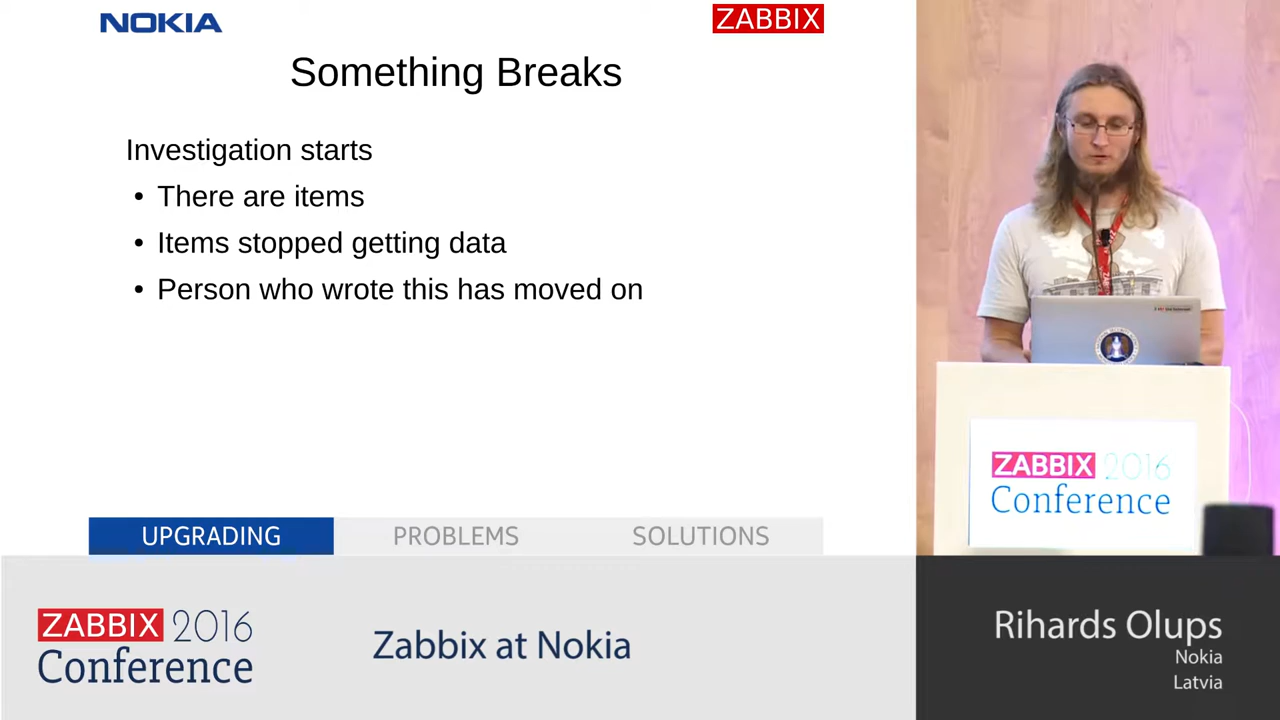 NOKIA
ZABBIX
Something Breaks
Investigation starts
• There are items
• Items stopped getting data
• Person who wrote this has moved on
UPGRADING
PROBLEMS
SOLUTIONS
ZABBIX 2016
Conference
ZABBIX 2016
Conference
Zabbix at Nokia
Rihards Olups
Nokia
Latvia